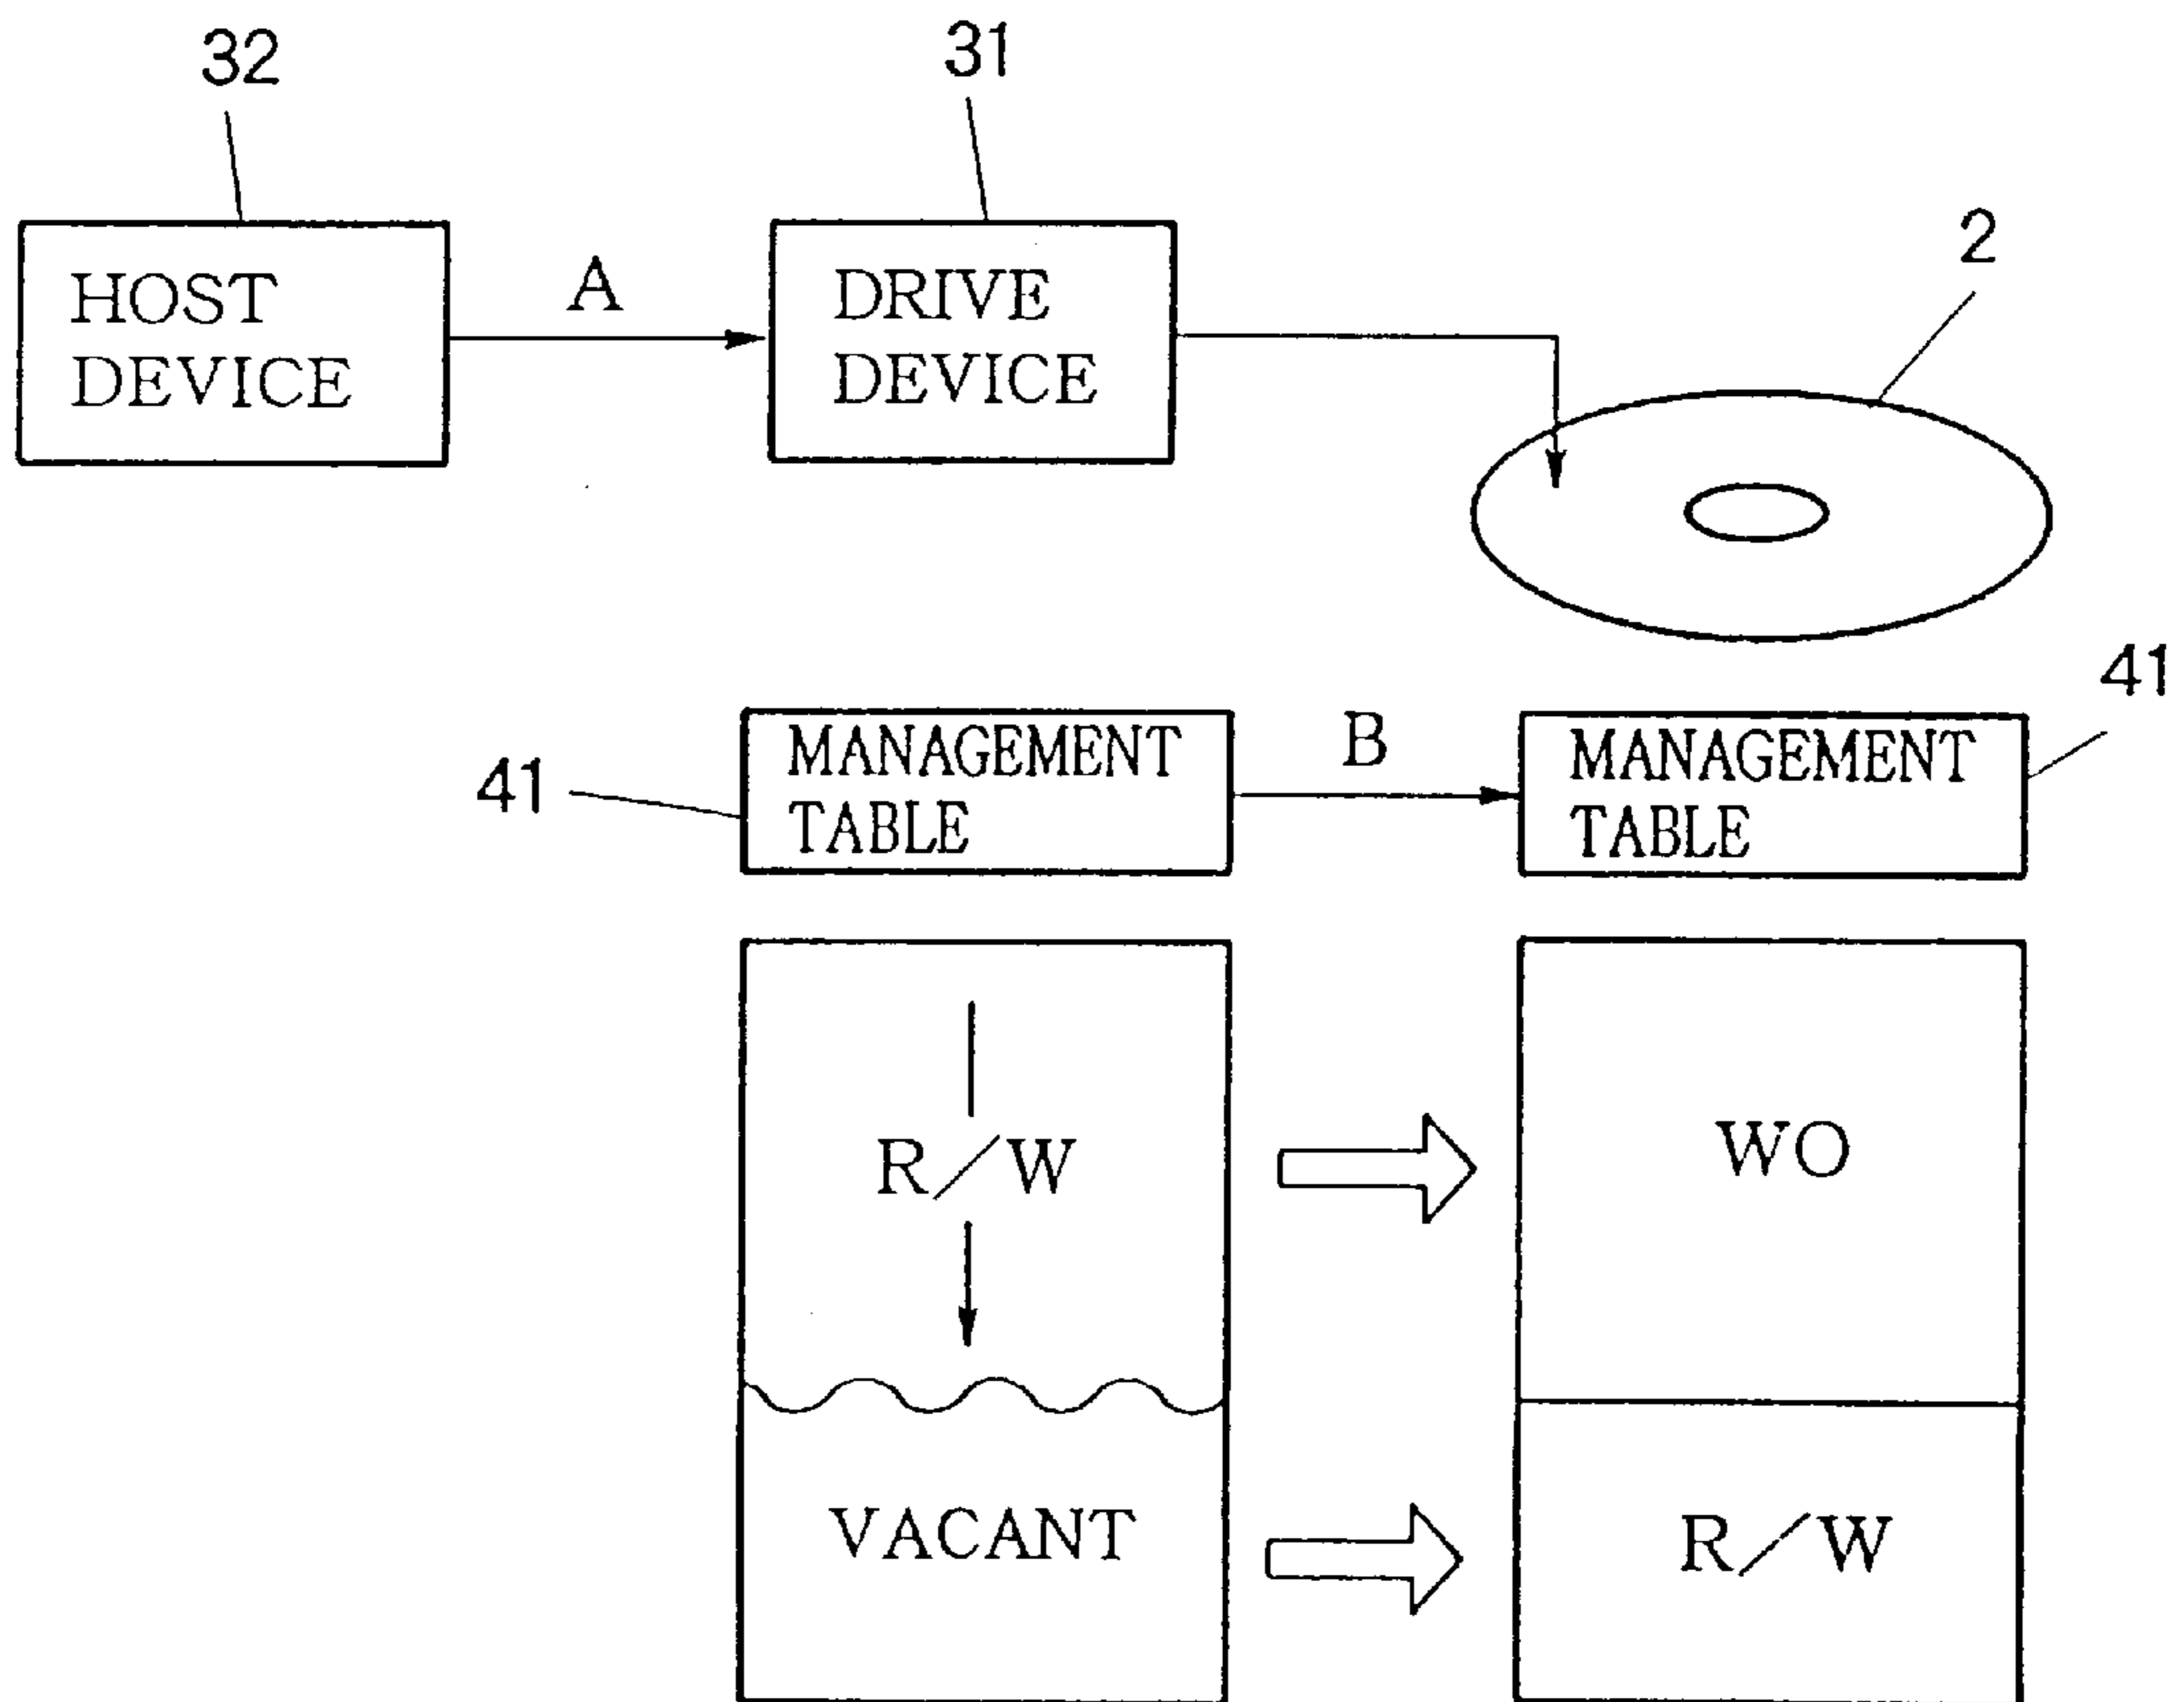 32
31
HOST
DEVICE
A
DRIVE
DEVICE
2
41
MANAGEMENT
TABLE
B
MANAGEMENT
TABLE
41
R/W
WO
VACANT
R/W